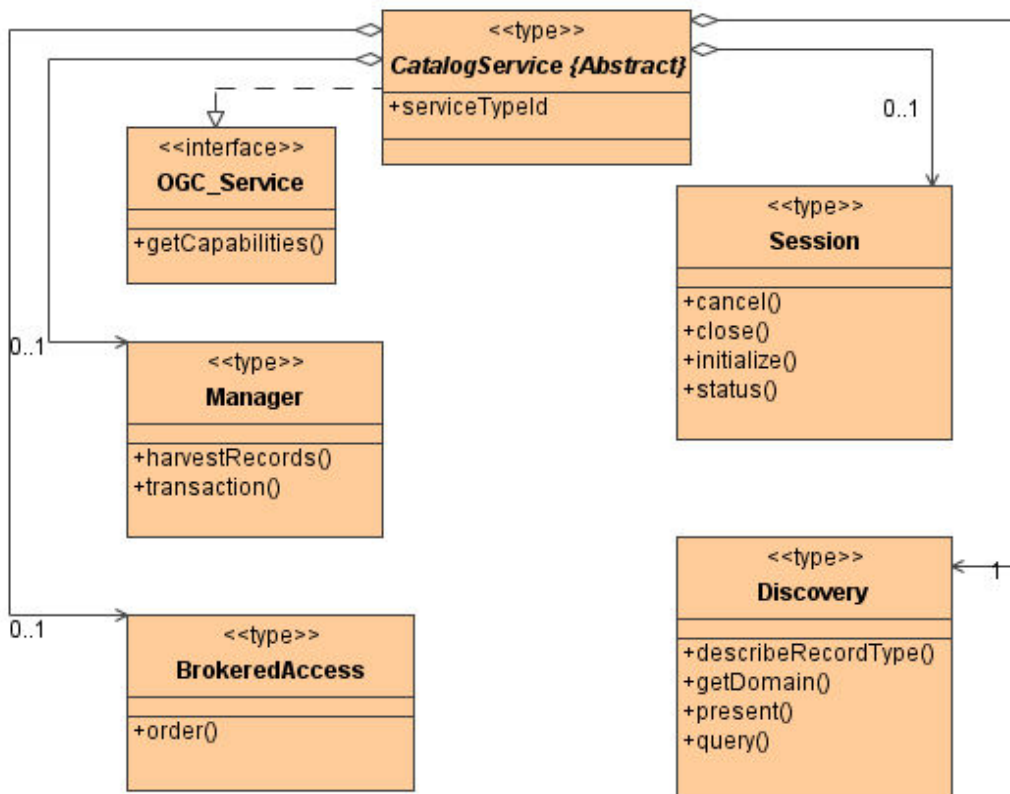 <<type>>
CatalogService {Abstract}
+serviceTypeId
<<interface>>
OGC_Service
+getCapabilities()
0..1
<<type>>
Session
+cancel()
+close()
+initialize()
+status()
0..1
<<type>>
Manager
+harvestRecords()
+transaction()
1
<<type>>
Discovery
+describeRecordType()
+getDomain()
+present()
+query()
0..1
<<type>>
BrokeredAccess
+order()